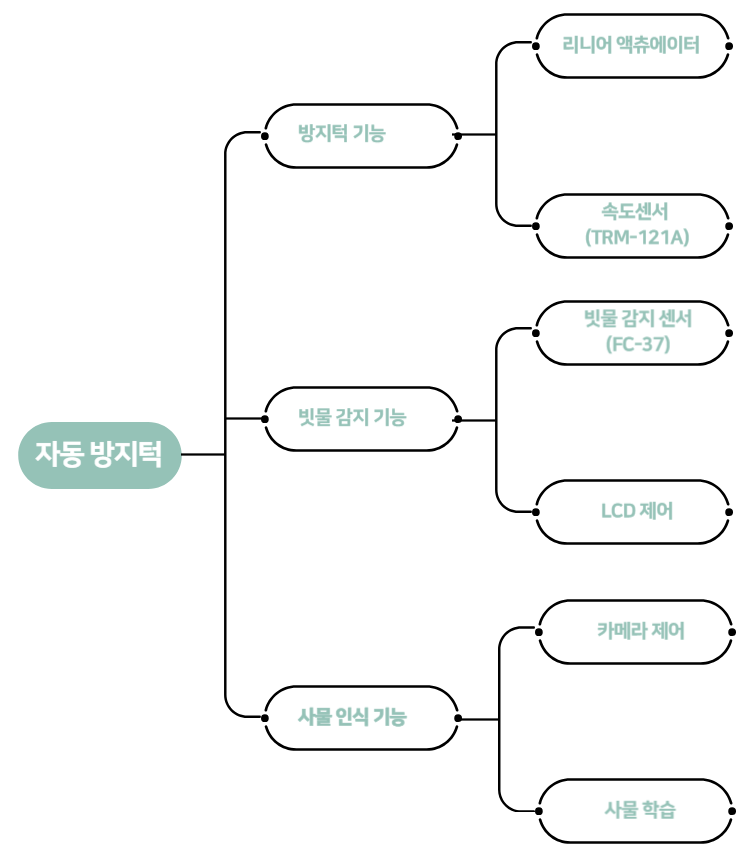 자동 방지턱
방지턱 기능
리니어 액츄에이터
속도센서
(TRM-121A)
빗물 감지 기능
빗물 감지 센서
(FC-37)
LCD 제어
사물 인식 기능
카메라 제어
사물 학습